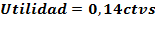 Utilidad = 0,14ctvs